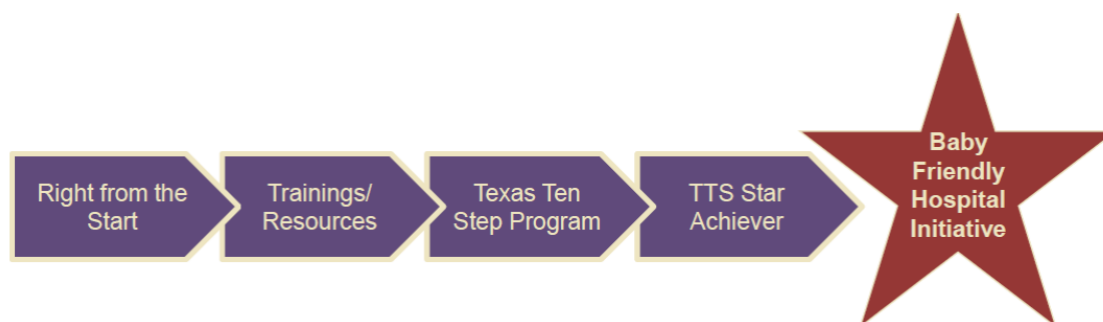 Right from the
Start
Trainings/
Resources
Texas Ten
Step Program
TTS Star
Achiever
Baby
Friendly
Hospital
Initiative